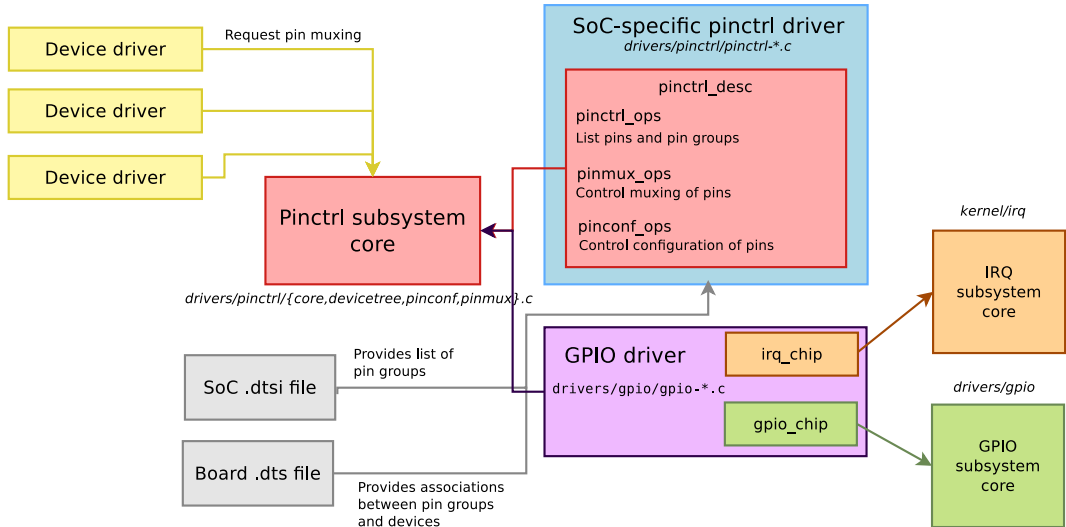 SoC-specific pinctrl driver
drivers/pinctrl/pinctrl-*.c
Device driver
Request pin muxing
Device driver
Device driver
pinctrl_desc
pinctrl_ops
List pins and pin groups
pinmux_ops
Control muxing of pins
pinconf_ops
Control configuration of pins
Pinctrl subsystem
core
drivers/pinctrl/{core,devicetree,pinconf,pinmux}.c
kernel/irq
IRQ
subsystem
core
SoC .dtsi file
Provides list of
pin groups
Board .dts file
Provides associations
between pin groups
and devices
GPIO driver
drivers/gpio/gpio-*.c
irq_chip
gpio_chip
drivers/gpio
GPIO
subsystem
core